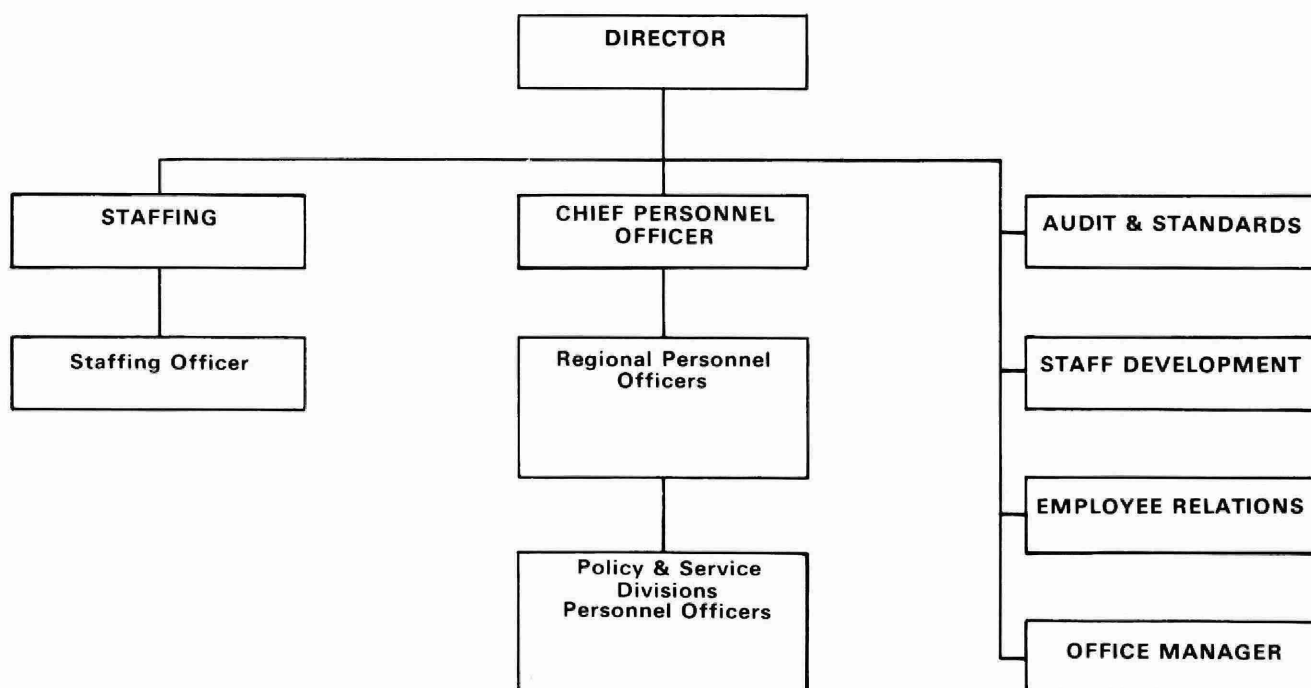 DIRECTOR
STAFFING
CHIEF PERSONNEL
OFFICER
AUDIT & STANDARDS
Staffing Officer
Regional Personnel
Officers
STAFF DEVELOPMENT
EMPLOYEE RELATIONS
Policy & Service
Divisions
Personnel Officers
OFFICE MANAGER